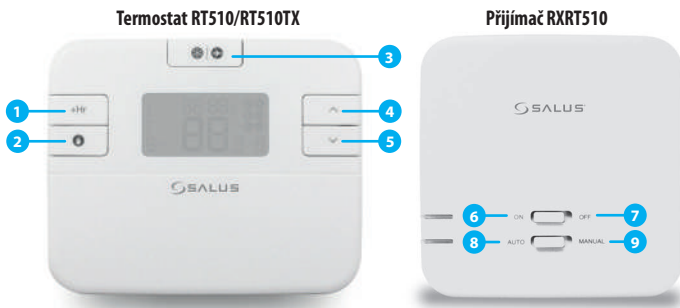 Termostat RT510/RT510TX
Přijímač RXRT510
3
1
+Hr
4
2
5
SALUS
SALUS
6
ON
OFF
7
8
AUTO
MANUAL
9